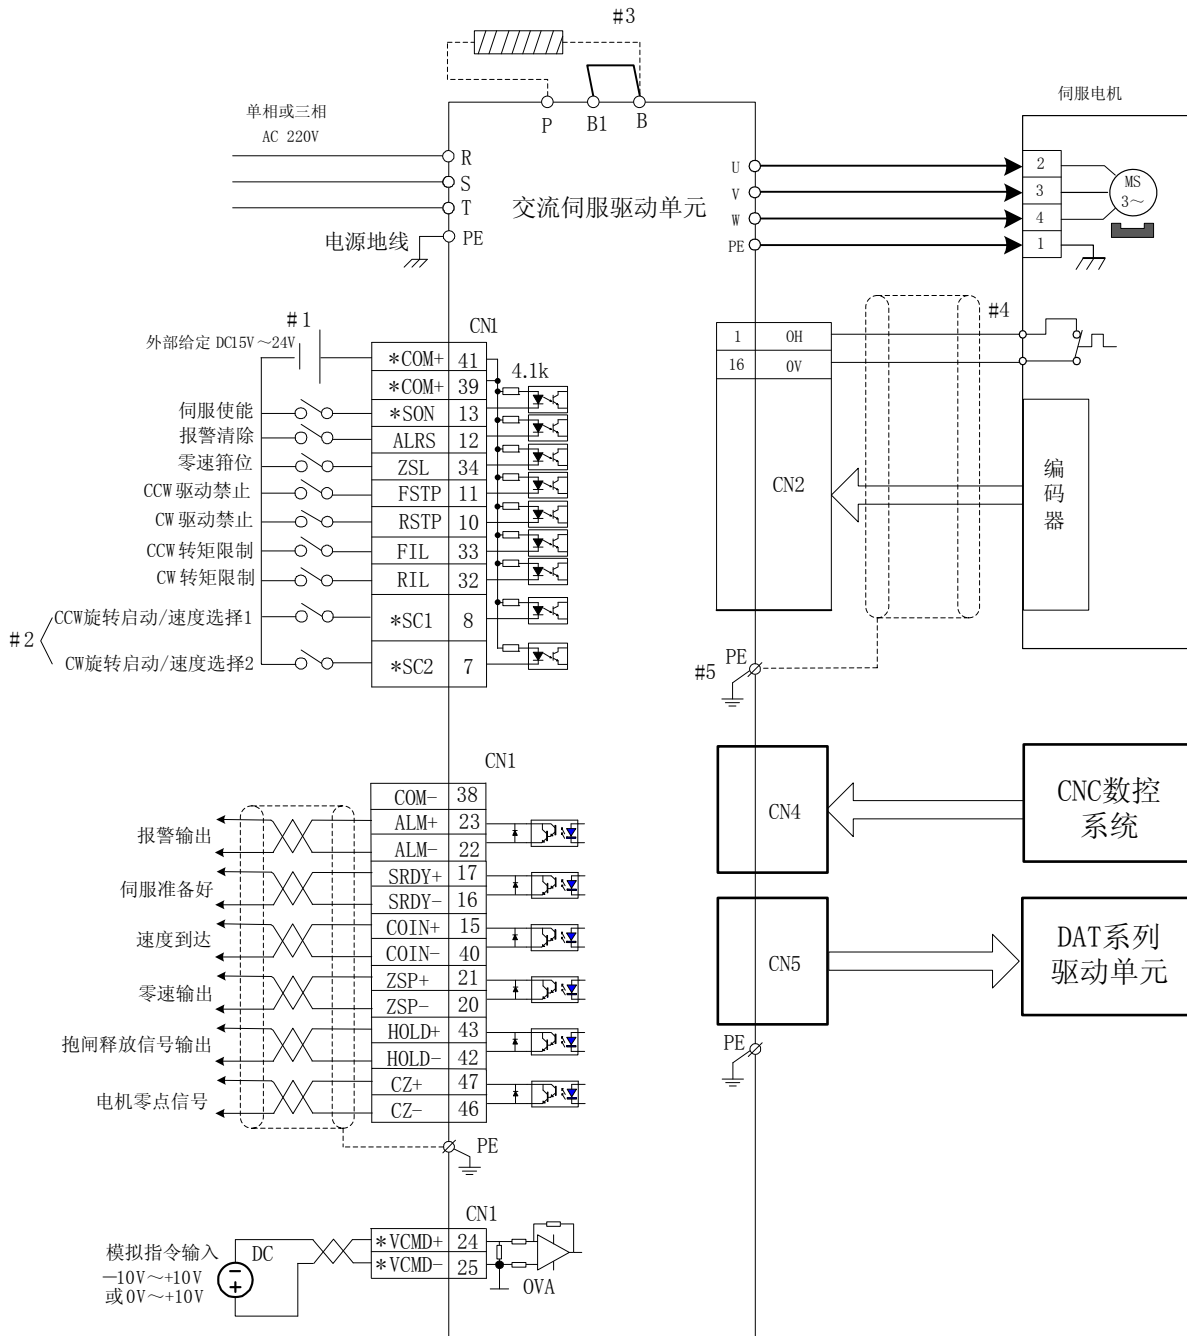 #3
P
B1
B
单相或三相
AC 220V
R
S
T
电源地线
PE
交流伺服驱动单元
U
V
W
PE
伺服电机
2
3
4
1
MS
3～
#1
外部给定 DC15V～24V
CN1
4.1k
*COM+ 41
*COM+ 39
伺服使能 *SON 13
报警清除 ALRS 12
零速箝位 ZSL 34
CCW 驱动禁止 FSTP 11
CW 驱动禁止 RSTP 10
CCW 转矩限制 FIL 33
CW 转矩限制 RIL 32
#2
CCW旋转启动/速度选择1 *SC1 8
CW旋转启动/速度选择2 *SC2 7
1 OH
16 OV
CN2
#4
编码器
#5
PE
CN1
COM− 38
报警输出
ALM+ 23
ALM− 22
伺服准备好
SRDY+ 17
SRDY− 16
速度到达
COIN+ 15
COIN− 40
零速输出
ZSP+ 21
ZSP− 20
抱闸释放信号输出
HOLD+ 43
HOLD− 42
电机零点信号
CZ+ 47
CZ− 46
PE
CN4
CNC数控
系统
CN5
DAT系列
驱动单元
PE
CN1
模拟指令输入
−10V～+10V
或0V～+10V
DC
*VCMD+ 24
*VCMD− 25
OVA